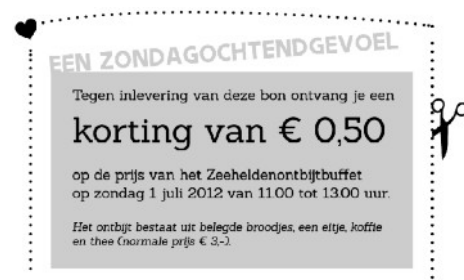 EEN ZONDAGOCHTENDGEVOEL
Tegen inlevering van deze bon ontvang je een
korting van € 0,50
op de prijs van het Zeeheldenontbijtbuffet
op zondag 1 juli 2012 van 11.00 tot 13.00 uur.
Het ontbijt bestaat uit belegde broodjes, een eitje, koffie
en thee (normale prijs € 3,-).